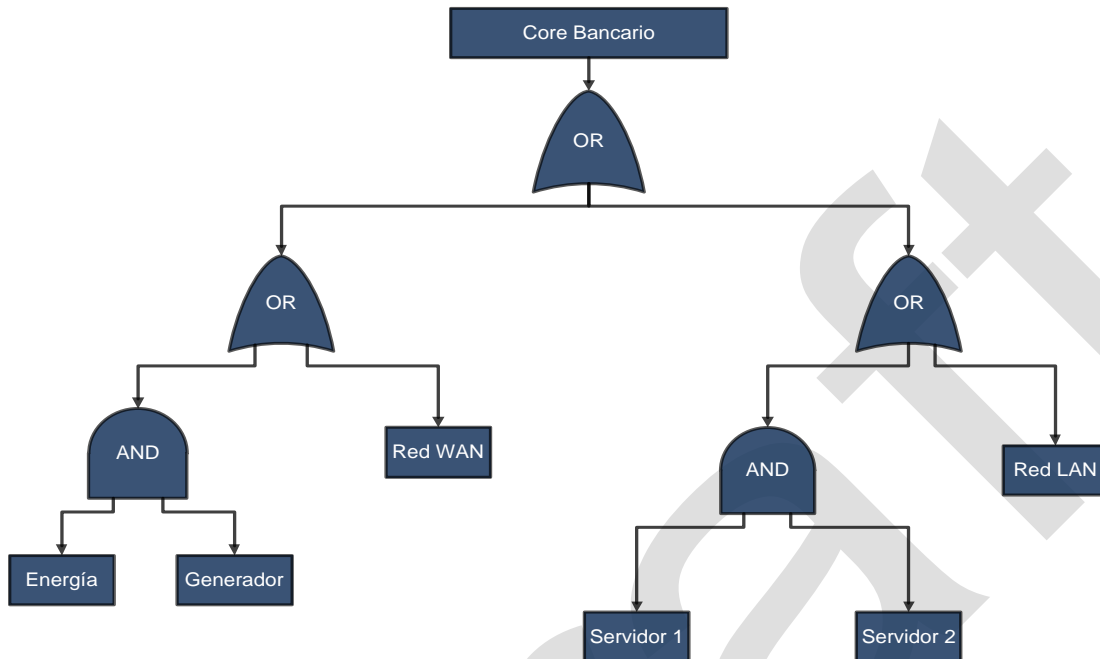 Core Bancario
OR
OR
OR
AND
Red WAN
AND
Red LAN
Energía
Generador
Servidor 1
Servidor 2